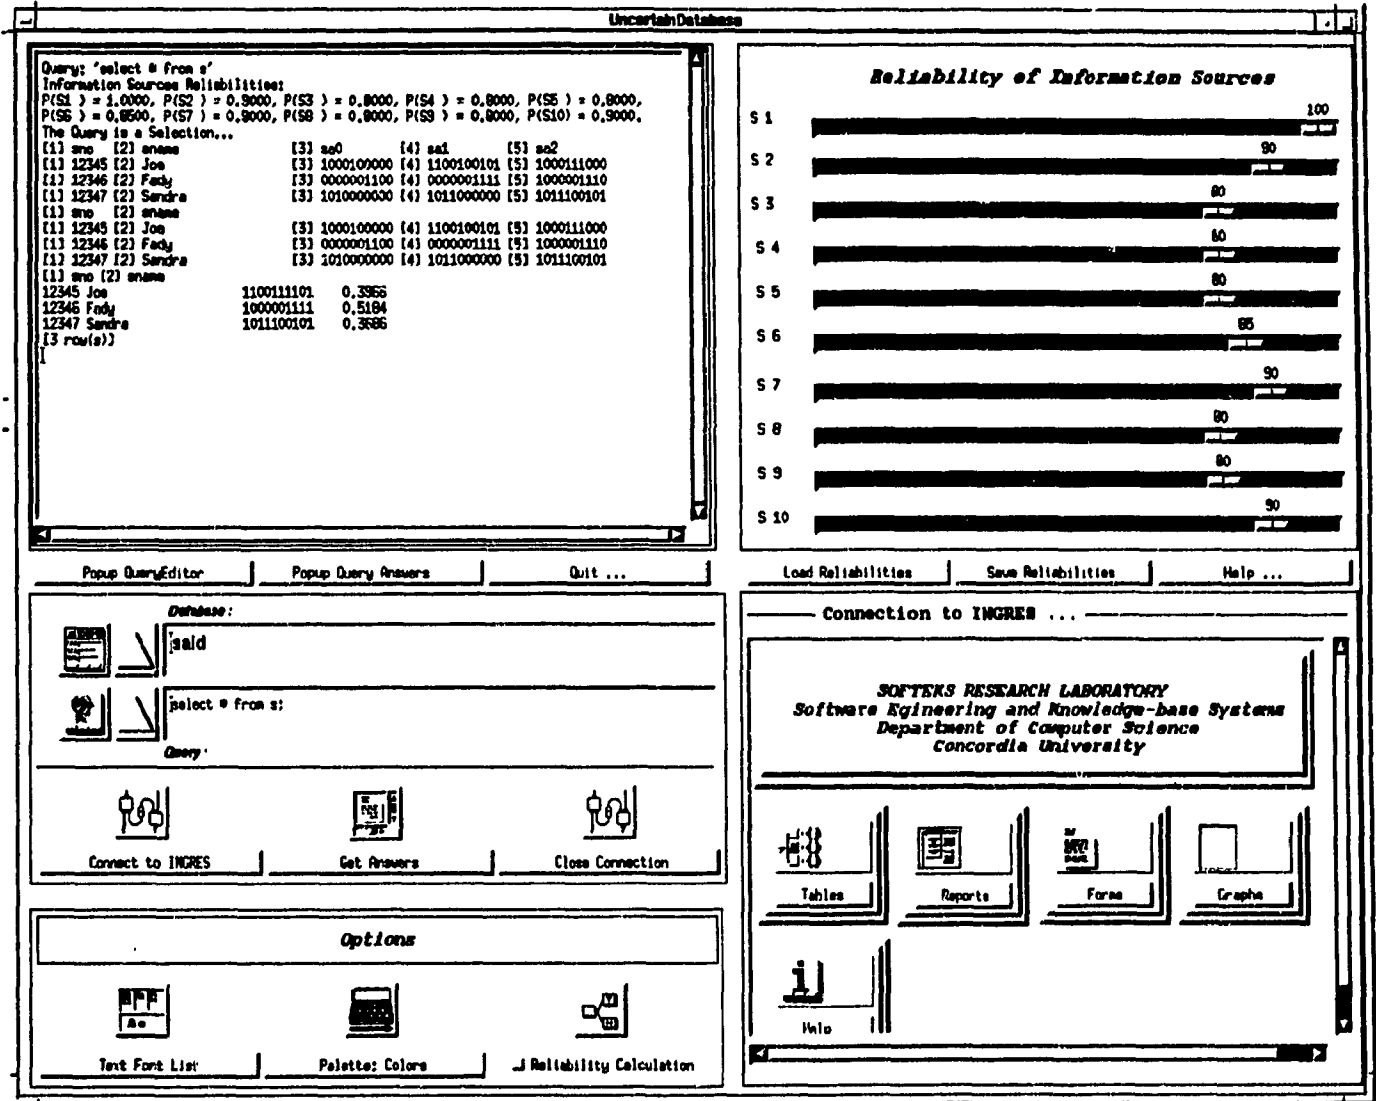 UncertainDatabase
Query: 'select * from s'
Information Sources Reliabilities:
P(S1 ) = 1.0000, P(S2 ) = 0.9000, P(S3 ) = 0.8000, P(S4 ) = 0.8000, P(S5 ) = 0.8000,
P(S6 ) = 0.8500, P(S7 ) = 0.9000, P(S8 ) = 0.8000, P(S9 ) = 0.8000, P(S10) = 0.9000,
The Query is a Selection...
[1] sno [2] sname [3] so0 [4] sa1 [5] so2
[1] 12345 [2] Joe [3] 1000100000 [4] 1100100101 [5] 1000111000
[1] 12346 [2] Fady [3] 0000001100 [4] 0000001111 [5] 1000001110
[1] 12347 [2] Sandra [3] 1010000000 [4] 1011000000 [5] 1011100101
[1] sno [2] sname
[1] 12345 [2] Joe [3] 1000100000 [4] 1100100101 [5] 1000111000
[1] 12346 [2] Fady [3] 0000001100 [4] 0000001111 [5] 1000001110
[1] 12347 [2] Sandra [3] 1010000000 [4] 1011000000 [5] 1011100101
[1] sno [2] sname
12345 Joe 1100111101 0.3966
12346 Fady 1000001111 0.5184
12347 Sandra 1011100101 0.3686
[3 row(s)]
Popup QueryEditor
Popup Query Answers
Quit ...
Reliability of Information Sources
S 1 100
S 2 90
S 3 80
S 4 80
S 5 80
S 6 85
S 7 90
S 8 80
S 9 80
S 10 90
Load Reliabilities
Save Reliabilities
Help ...
Database:
said
select * from s;
Query:
Connect to INGRES
Get Answers
Close Connection
Options
Text Font List
Palette: Colors
Reliability Calculation
Connection to INGRES ...
SOFTEKS RESEARCH LABORATORY
Software Egineering and Knowledge-base Systems
Department of Computer Science
Concordia University
Tables
Reports
Forms
Graphs
Help